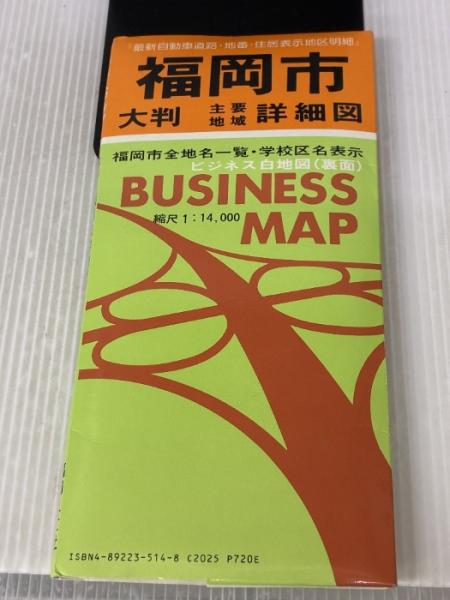 「最新自動車道路・地番・住居表示地区明細」
福岡市
大判 主要地域 詳細図
福岡市全地名一覧・学校区名表示
ビジネス白地図(裏面)
BUSINESS
縮尺1:14,000
MAP
ISBN4-89223-514-8 C2025 P720E